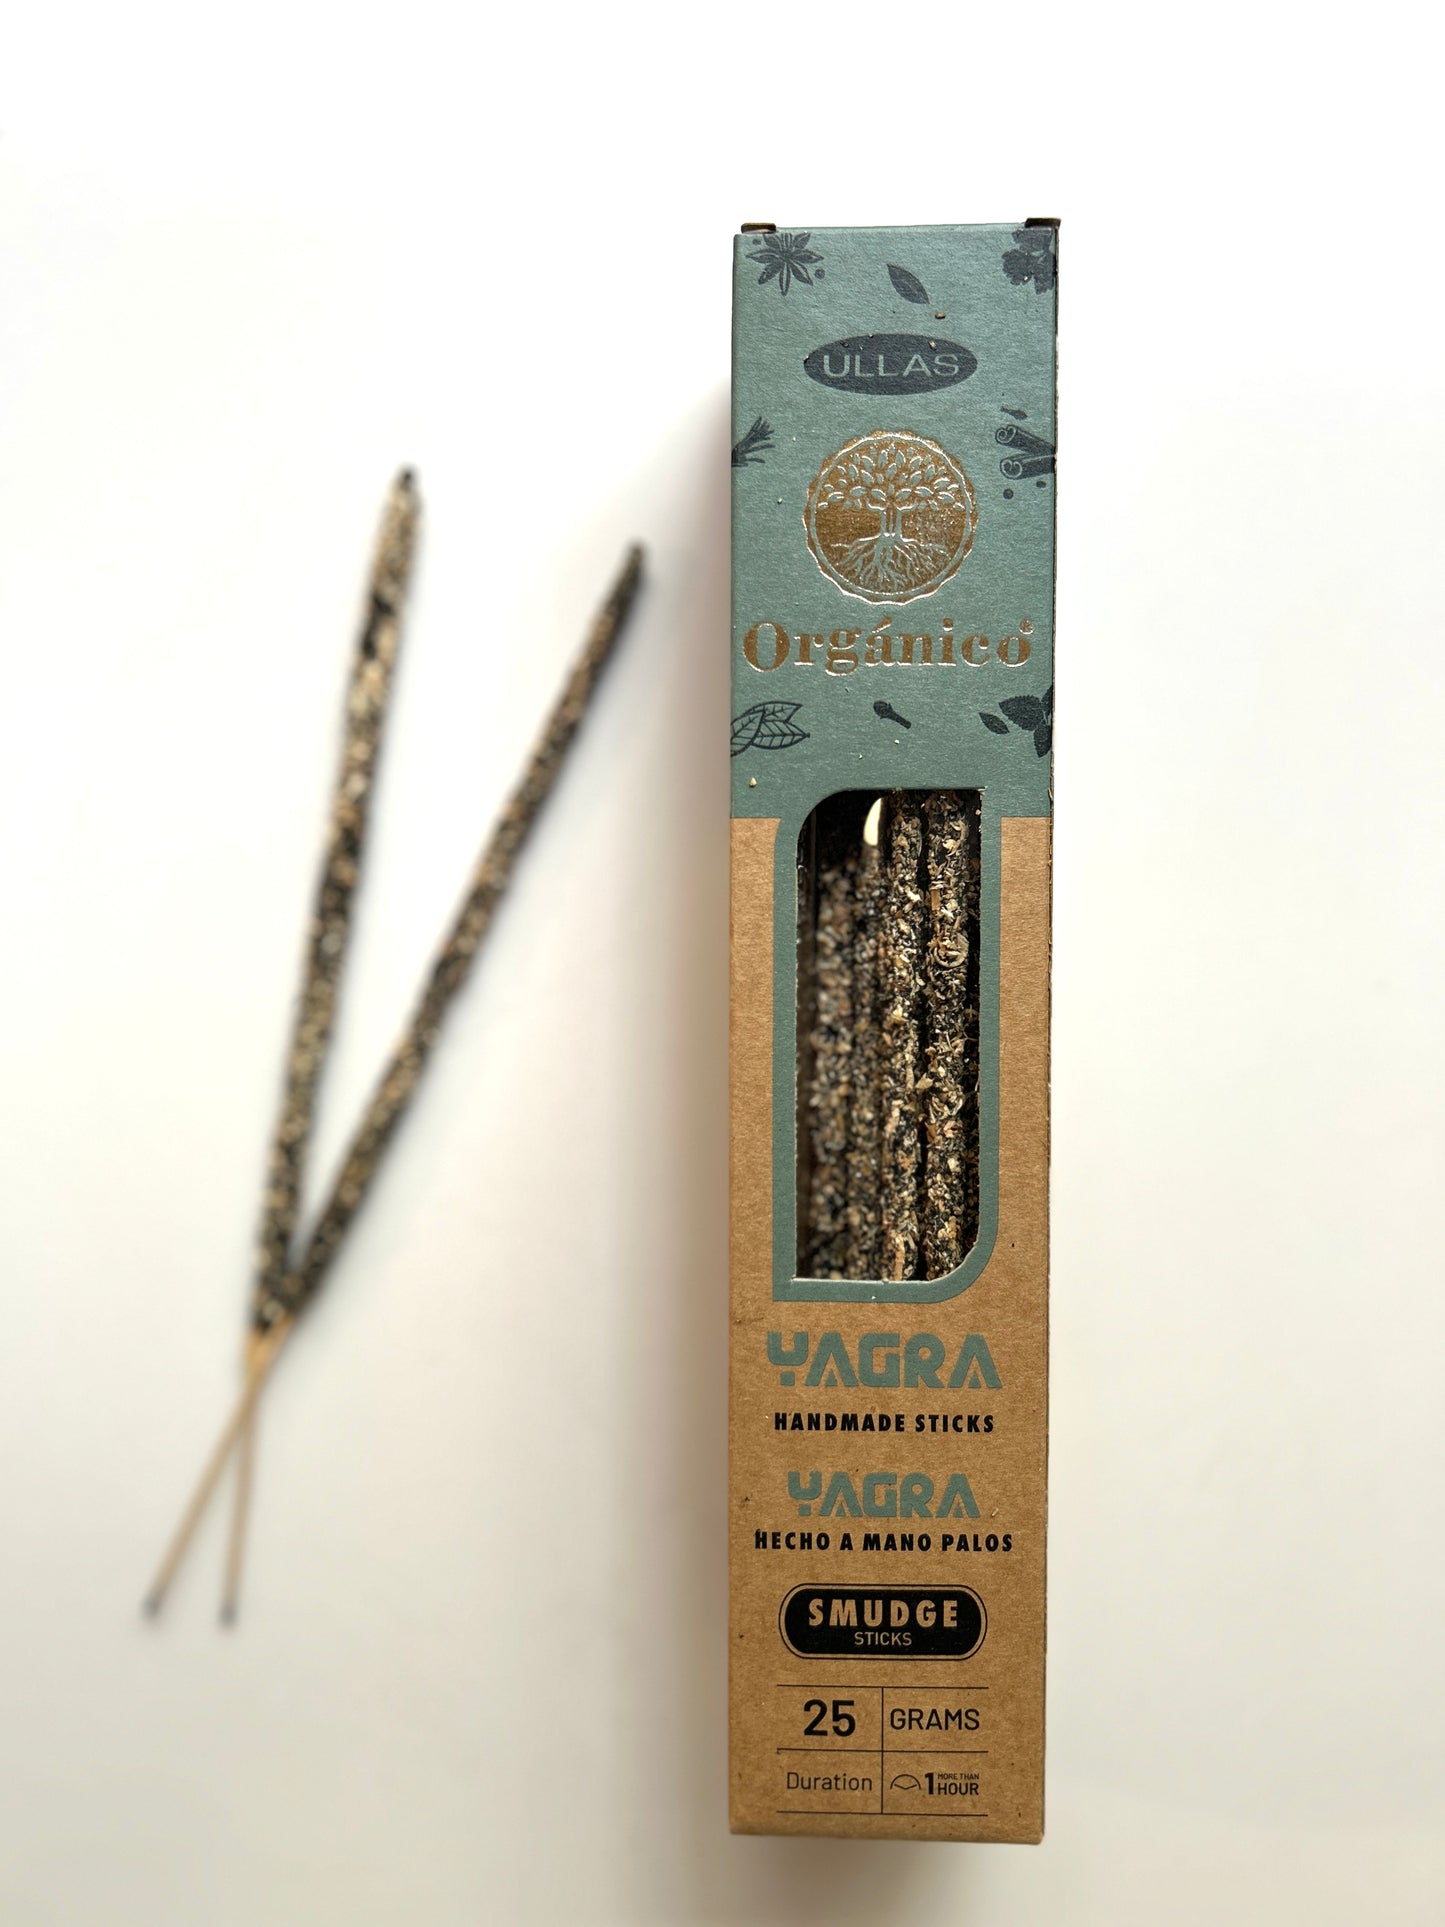 ULLAS
Orgánico®
YAGRA
HANDMADE STICKS
YAGRA
HECHO A MANO PALOS
SMUDGE
STICKS
25 GRAMS
Duration 1 MORE THAN HOUR